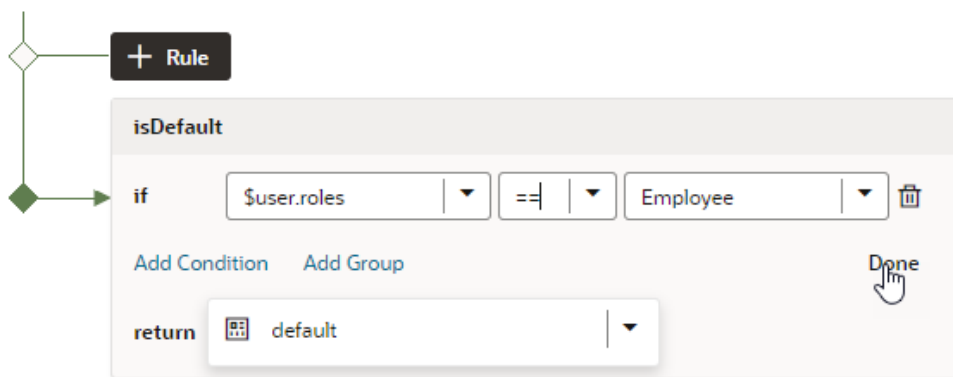 + Rule
isDefault
if $user.roles == Employee
Add Condition Add Group Done
return default